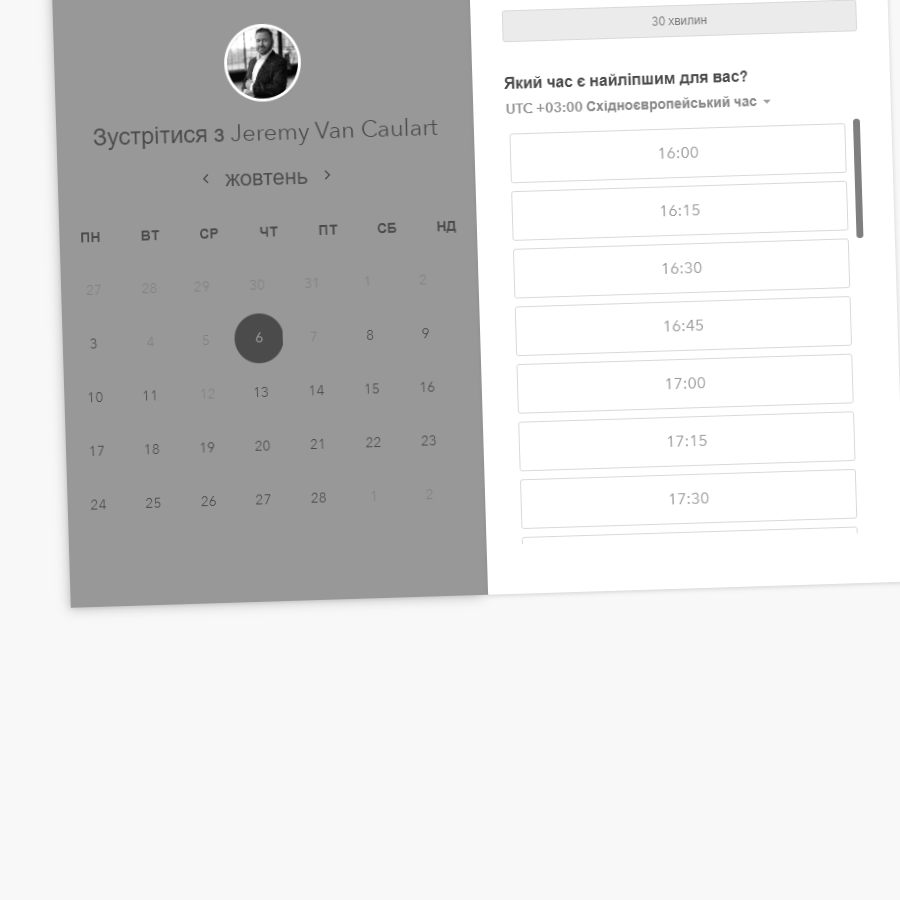 Зустрітися з Jeremy Van Caulart
жовтень
ПН ВТ СР ЧТ ПТ СБ НД
27 28 29 30 31 1 2
3 4 5 6 7 8 9
10 11 12 13 14 15 16
17 18 19 20 21 22 23
24 25 26 27 28 1 2
30 хвилин
Який час є найліпшим для вас?
UTC +03:00 Східноєвропейський час
16:00
16:15
16:30
16:45
17:00
17:15
17:30